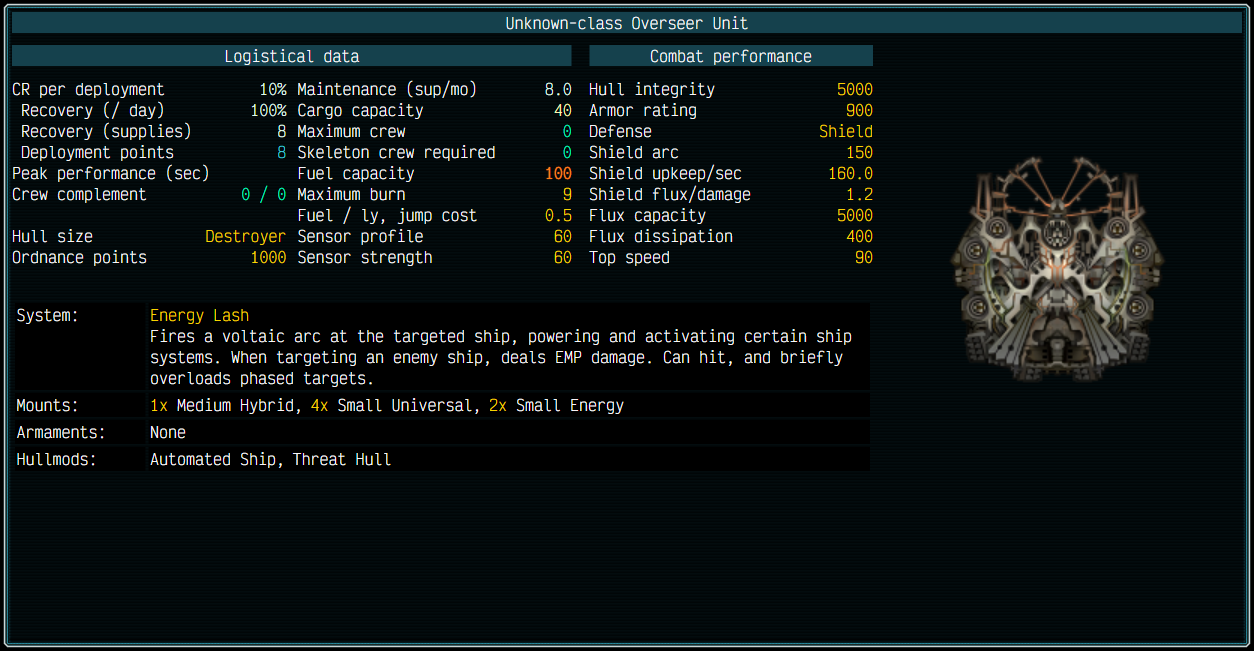 Unknown-class Overseer Unit
Logistical data
CR per deployment 10%
Recovery (/ day) 100%
Recovery (supplies) 8
Deployment points 8
Peak performance (sec)
Crew complement 0 / 0
Hull size Destroyer
Ordnance points 1000
Maintenance (sup/mo) 8.0
Cargo capacity 40
Maximum crew 0
Skeleton crew required 0
Fuel capacity 100
Maximum burn 9
Fuel / ly, jump cost 0.5
Sensor profile 60
Sensor strength 60
Combat performance
Hull integrity 5000
Armor rating 900
Defense Shield
Shield arc 150
Shield upkeep/sec 160.0
Shield flux/damage 1.2
Flux capacity 5000
Flux dissipation 400
Top speed 90
System: Energy Lash
Fires a voltaic arc at the targeted ship, powering and activating certain ship
systems. When targeting an enemy ship, deals EMP damage. Can hit, and briefly
overloads phased targets.
Mounts: 1x Medium Hybrid, 4x Small Universal, 2x Small Energy
Armaments: None
Hullmods: Automated Ship, Threat Hull